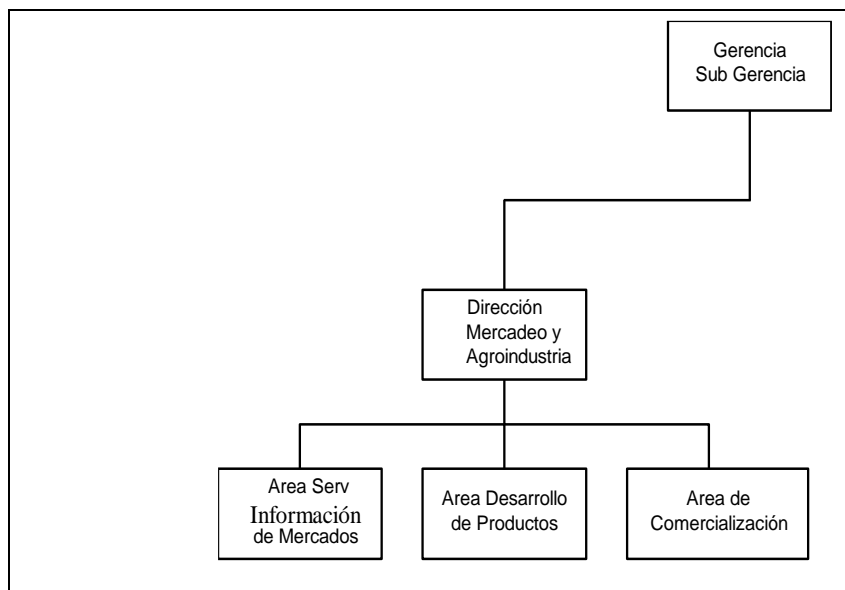 Gerencia
Sub Gerencia
Dirección
Mercadeo y
Agroindustria
Area Serv
Información
de Mercados
Area Desarrollo
de Productos
Area de
Comercialización